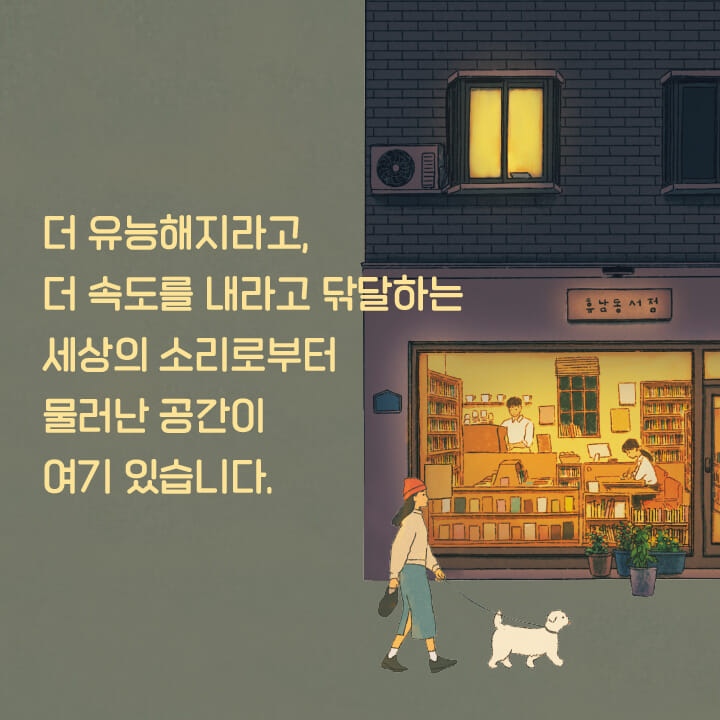 더 유능해지라고,
더 속도를 내라고 닦달하는
세상의 소리로부터
물러난 공간이
여기 있습니다.
휴남동 서점